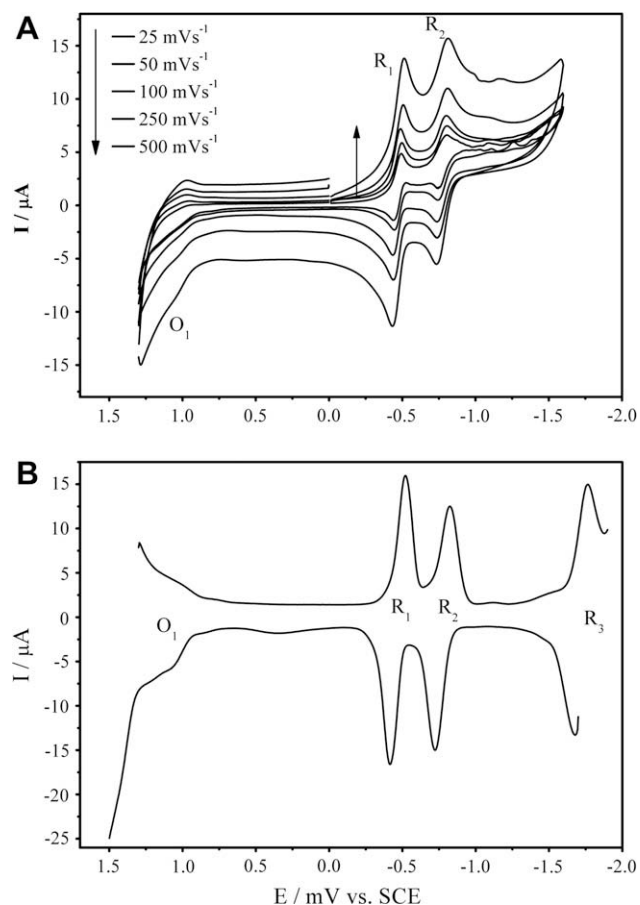 A
25 mVs⁻¹
50 mVs⁻¹
100 mVs⁻¹
250 mVs⁻¹
500 mVs⁻¹
R₁
R₂
O₁
I / µA
15
10
5
0
-5
-10
-15
1.5 1.0 0.5 0.0 -0.5 -1.0 -1.5 -2.0
B
O₁
R₁
R₂
R₃
I / µA
15
10
5
0
-5
-10
-15
-20
-25
1.5 1.0 0.5 0.0 -0.5 -1.0 -1.5 -2.0
E / mV vs. SCE